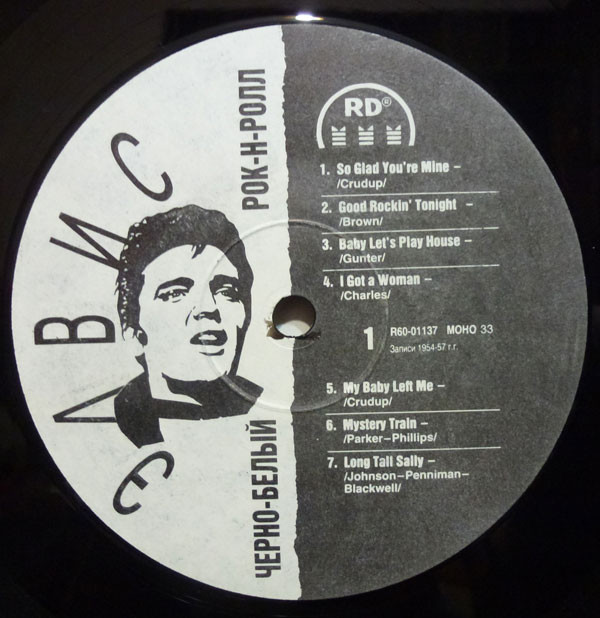 ЭЛВИС
ЧЕРНО-БЕЛЫЙ РОК-Н-РОЛЛ
RD®
1. So Glad You're Mine –
/Crudup/
2. Good Rockin' Tonight –
/Brown/
3. Baby Let's Play House –
/Gunter/
4. I Got a Woman –
/Charles/
1 R60-01137 МОНО 33
Записи 1954-57 г.г.
5. My Baby Left Me –
/Crudup/
6. Mystery Train –
/Parker–Phillips/
7. Long Tall Sally –
/Johnson–Penniman–
Blackwell/